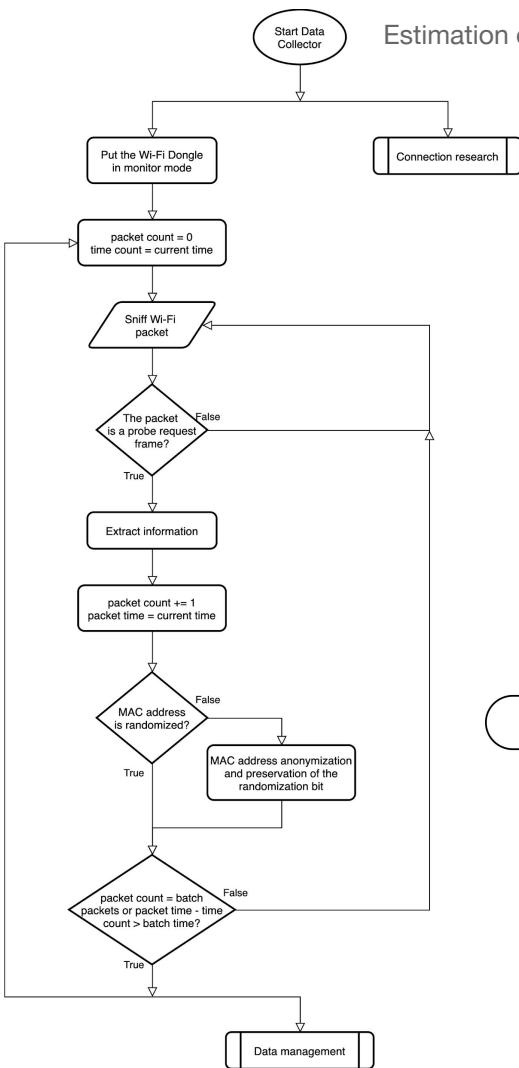 Start Data
Collector
Estimation
Put the Wi-Fi Dongle
in monitor mode
Connection research
packet count = 0
time count = current time
Sniff Wi-Fi
packet
The packet
is a probe request
frame?
False
True
Extract information
packet count += 1
packet time = current time
MAC address
is randomized?
False
True
MAC address anonymization
and preservation of the
randomization bit
packet count = batch
packets or packet time - time
count > batch time?
False
True
Data management